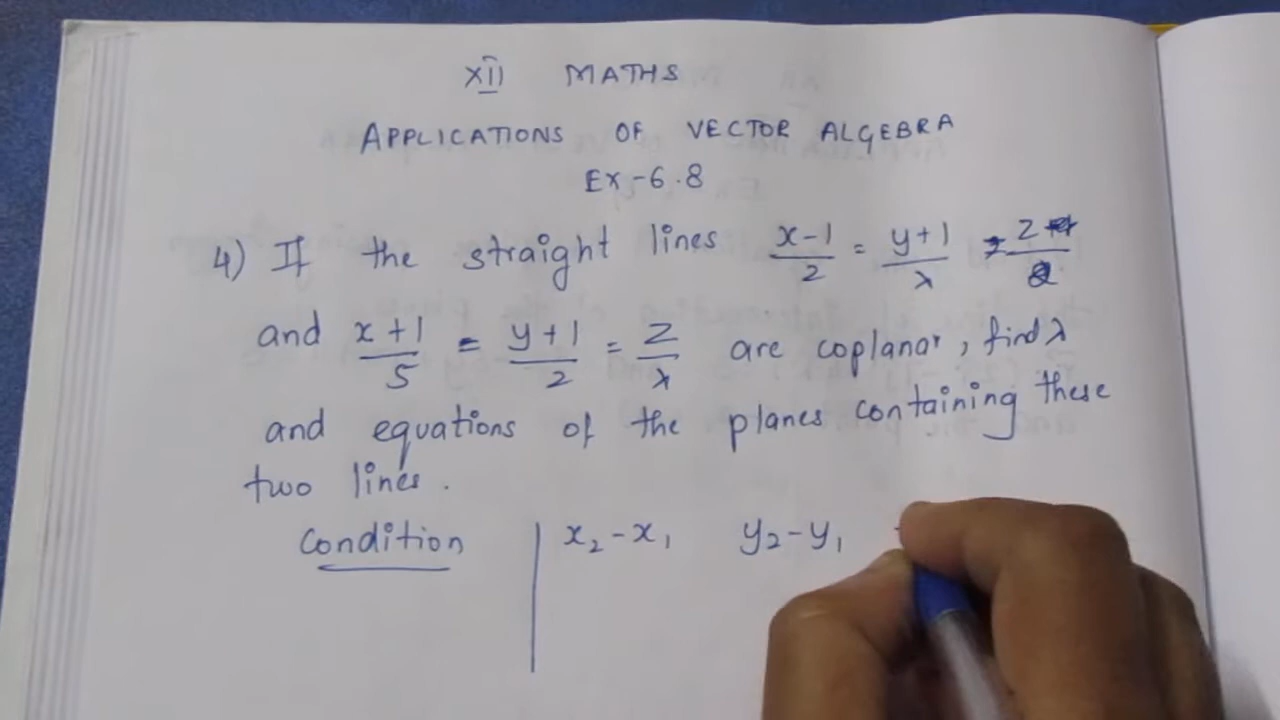 XII MATHS
APPLICATIONS OF VECTOR ALGEBRA
Ex-6.8
4) If the straight lines x-1/2 = y+1/λ = z
and x+1/5 = y+1/2 = z/λ are coplanar, find λ
and equations of the planes containing these
two lines.
Condition | x₂-x₁ y₂-y₁